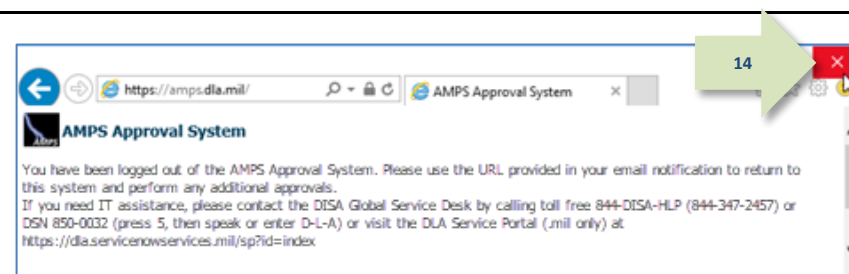 14
https://amps.dla.mil/
AMPS Approval System
AMPS
AMPS Approval System
You have been logged out of the AMPS Approval System. Please use the URL provided in your email notification to return to
this system and perform any additional approvals.
If you need IT assistance, please contact the DISA Global Service Desk by calling toll free 844-DISA-HLP (844-347-2457) or
DSN 850-0032 (press 5, then speak or enter D-L-A) or visit the DLA Service Portal (.mil only) at
https://dla.servicenowservices.mil/sp?id=index